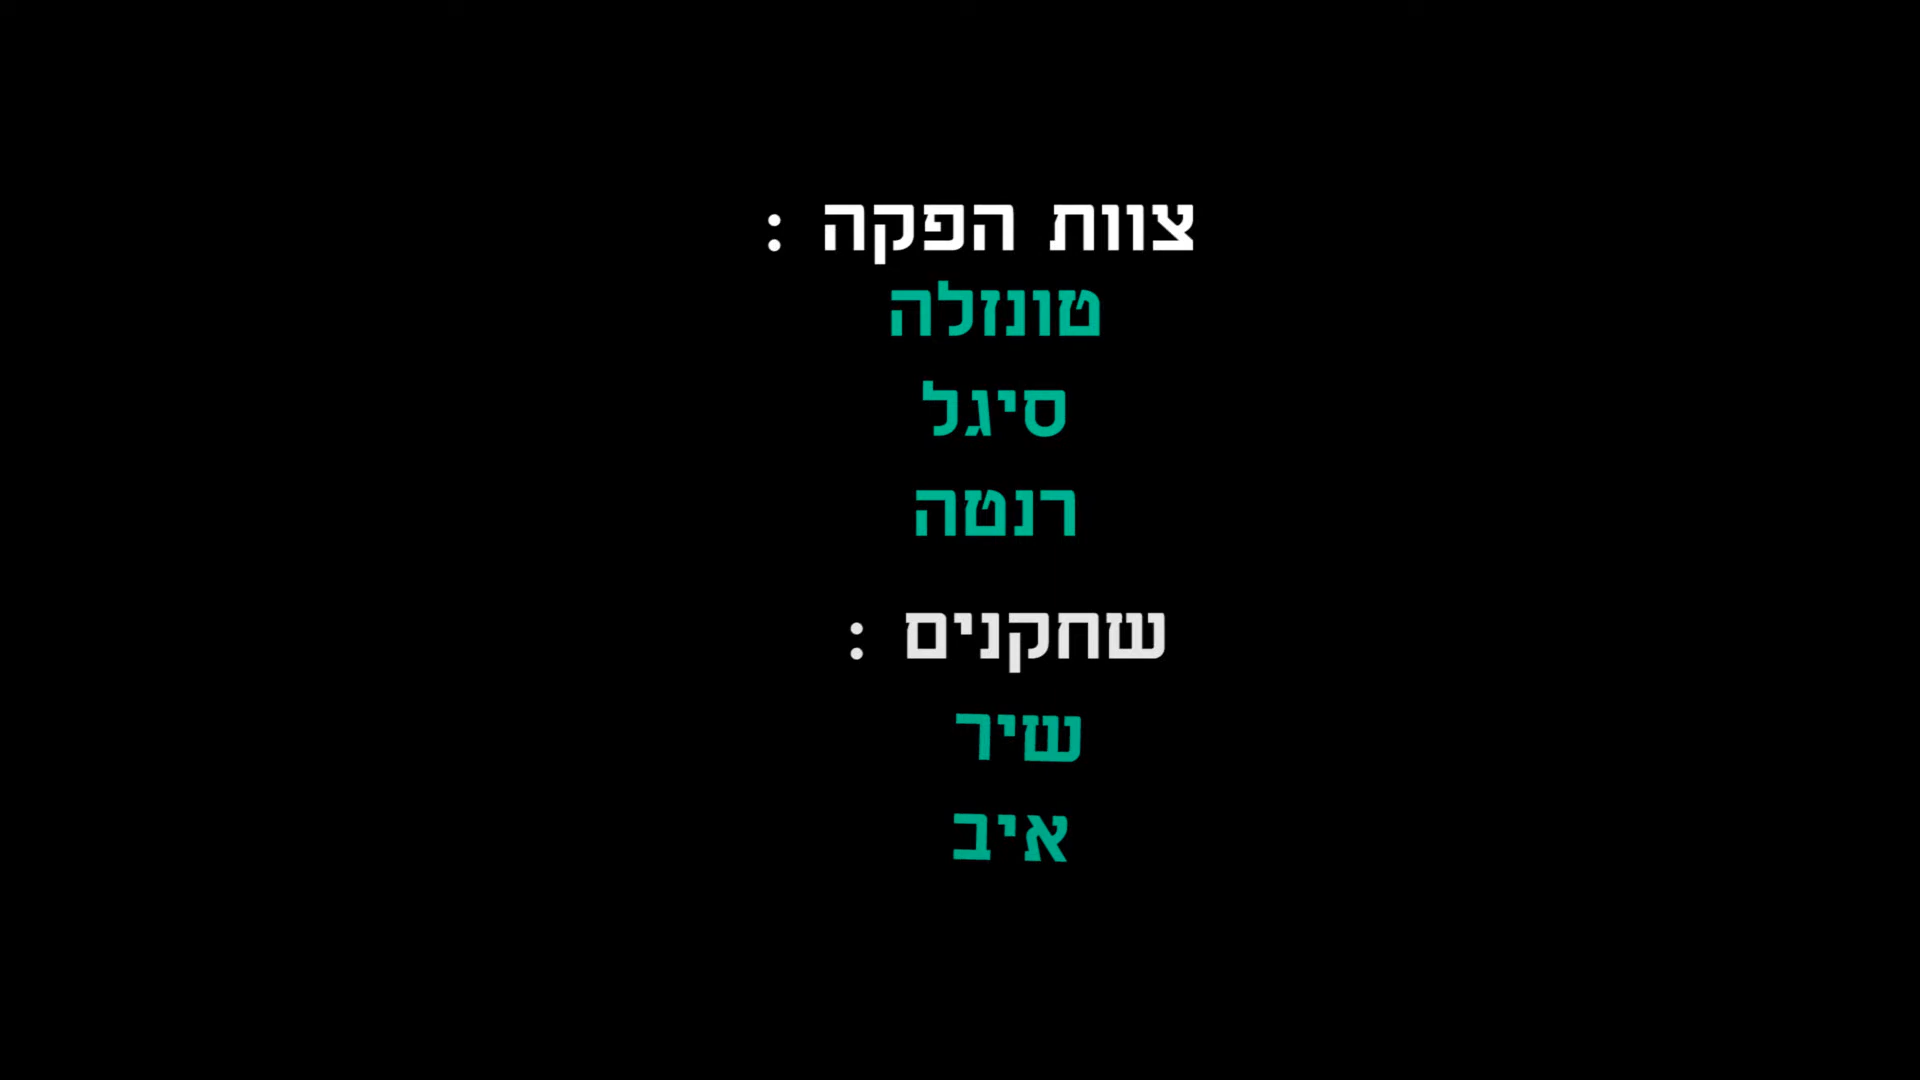 צוות הפקה :
טונזלה
סיגל
רנטה
שחקנים :
שיר
איב